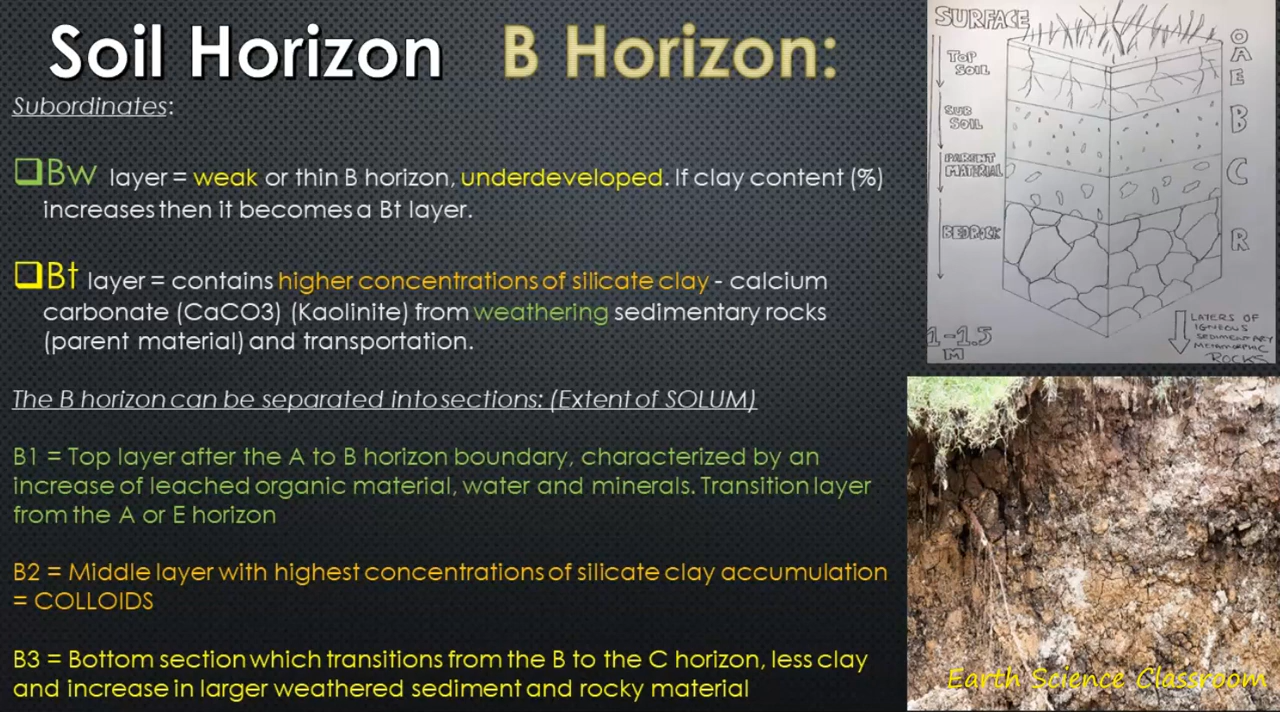 Soil Horizon B Horizon:
Subordinates:
Bw layer = weak or thin B horizon, underdeveloped. If clay content (%)
increases then it becomes a Bt layer.
Bt layer = contains higher concentrations of silicate clay - calcium
carbonate (CaCO3) (Kaolinite) from weathering sedimentary rocks
(parent material) and transportation.
The B horizon can be separated into sections: (Extent of SOLUM)
B1 = Top layer after the A to B horizon boundary, characterized by an
increase of leached organic material, water and minerals. Transition layer
from the A or E horizon
B2 = Middle layer with highest concentrations of silicate clay accumulation
= COLLOIDS
B3 = Bottom section which transitions from the B to the C horizon, less clay
and increase in larger weathered sediment and rocky material
SURFACE
TOP
SOIL
SUB
SOIL
PARENT
MATERIAL
BEDROCK
1-1.5
M
O
A
E
B
C
R
LAYERS OF
IGNEOUS
SEDIMENTARY
METAMORPHIC
ROCKS
Earth Science Classroom